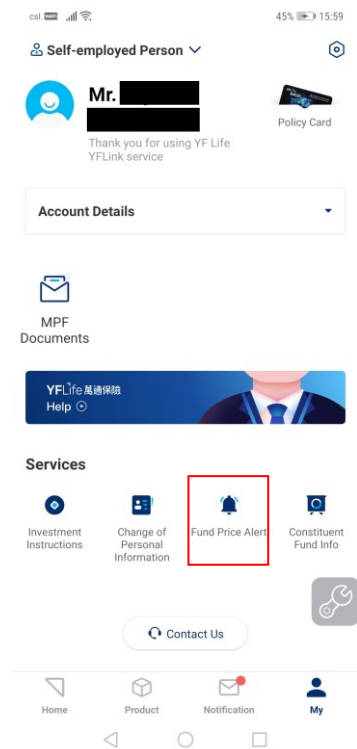 csl. 45% 15:59
Self-employed Person
Mr.
Policy Card
Thank you for using YF Life
YFLink service
Account Details
MPF
Documents
YFLife 萬通保險
Help
Services
Investment
Instructions
Change of
Personal
Information
Fund Price Alert
Constituent
Fund Info
Contact Us
Home
Product
Notification
My